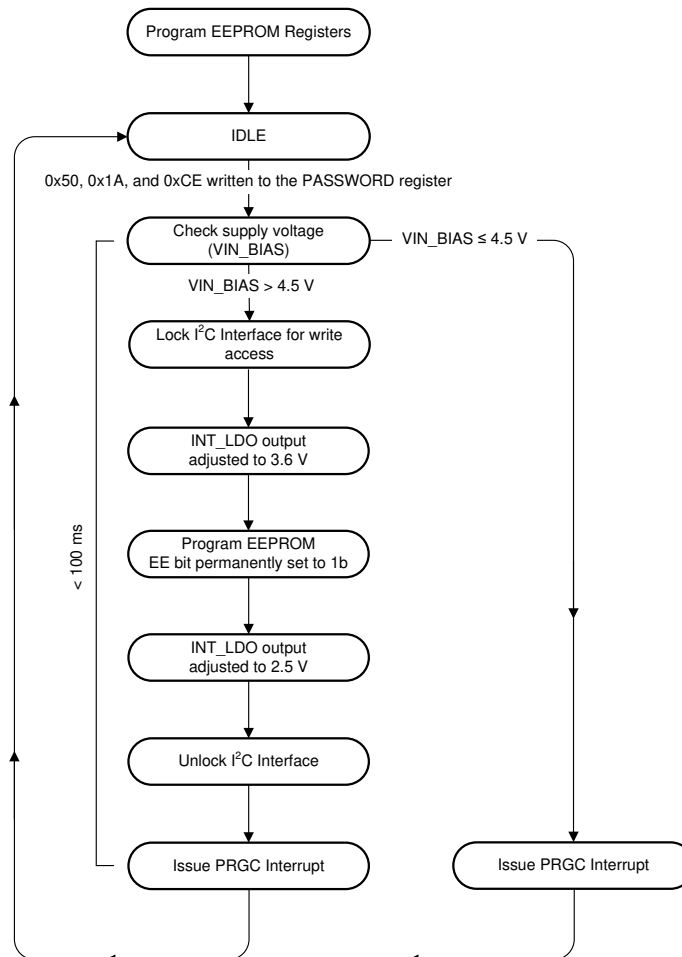 Program EEPROM Registers
IDLE
0x50, 0x1A, and 0xCE written to the PASSWORD register
Check supply voltage
(VIN_BIAS)
VIN_BIAS ≤ 4.5 V
VIN_BIAS > 4.5 V
Lock I²C Interface for write
access
INT_LDO output
adjusted to 3.6 V
< 100 ms
Program EEPROM
EE bit permanently set to 1b
INT_LDO output
adjusted to 2.5 V
Unlock I²C Interface
Issue PRGC Interrupt
Issue PRGC Interrupt